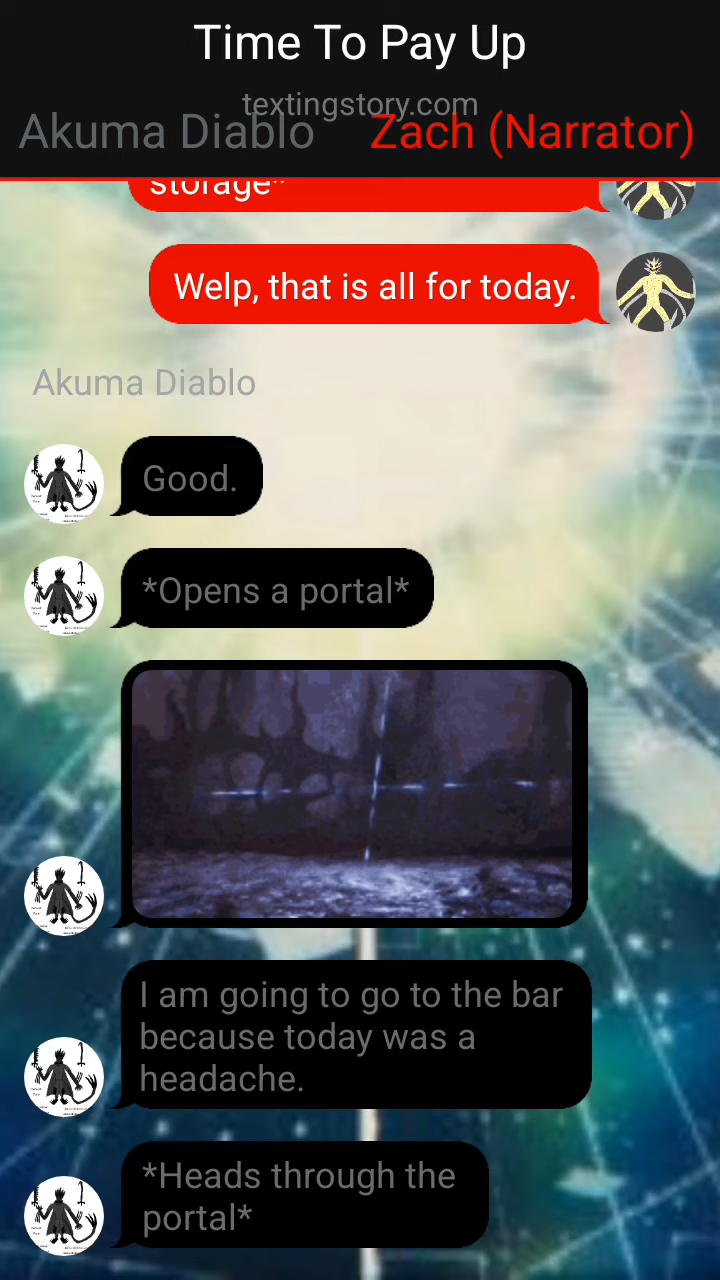 Time To Pay Up
textingstory.com
Akuma Diablo
Zach (Narrator)
storage*
Welp, that is all for today.
Akuma Diablo
Good.
*Opens a portal*
I am going to go to the bar
because today was a
headache.
*Heads through the
portal*